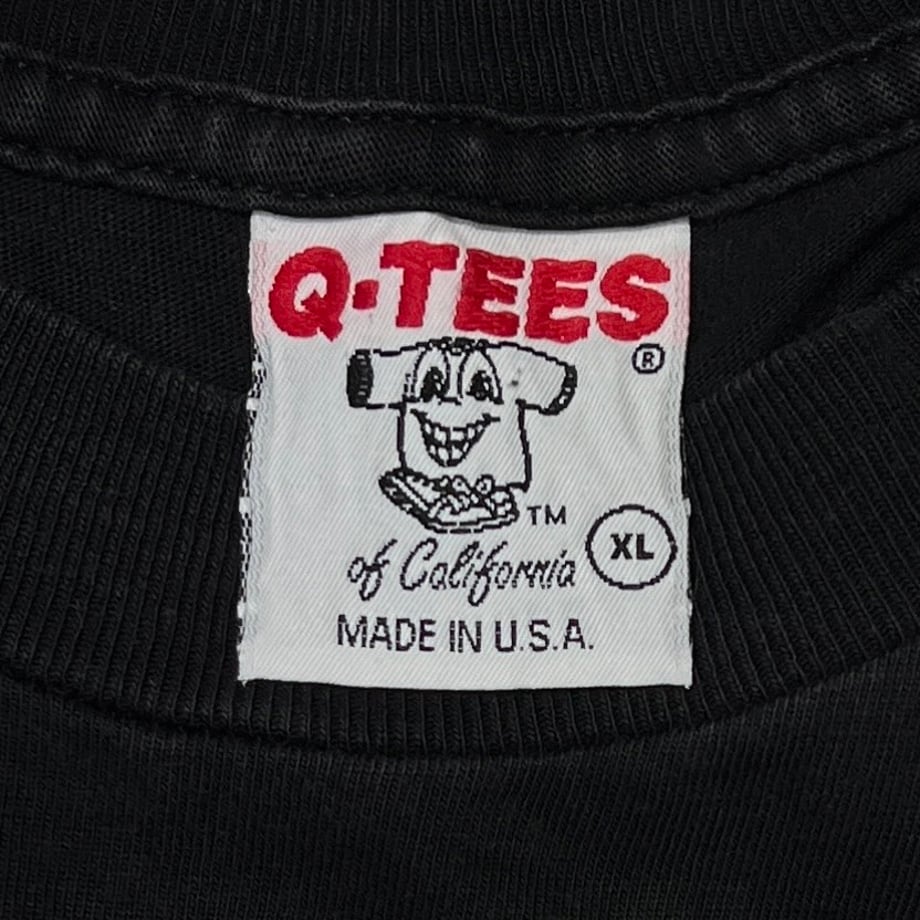 Q-TEES
®
TM
of California
XL
MADE IN U.S.A.